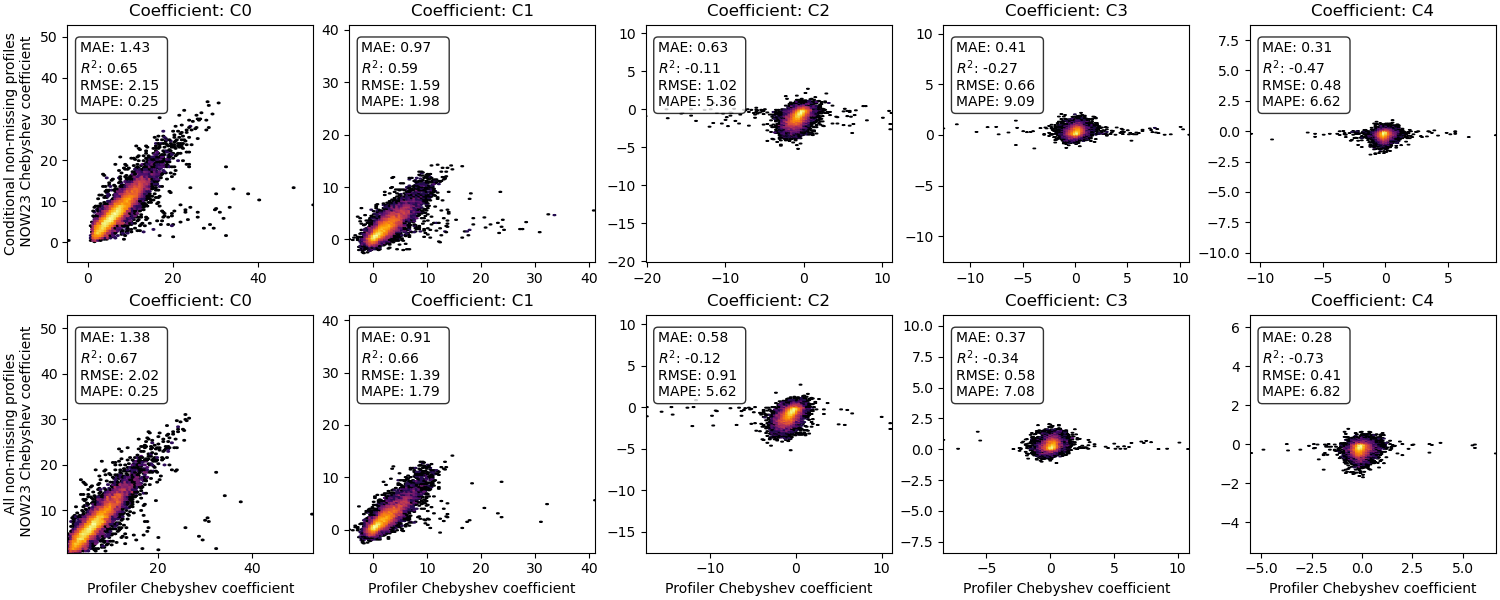 Coefficient: C0
Coefficient: C1
Coefficient: C2
Coefficient: C3
Coefficient: C4
Conditional non-missing profiles
NOW23 Chebyshev coefficient
50
40
30
20
10
0
MAE: 1.43
R²: 0.65
RMSE: 2.15
MAPE: 0.25
0
20
40
40
30
20
10
0
MAE: 0.97
R²: 0.59
RMSE: 1.59
MAPE: 1.98
0
10
20
30
40
10
5
0
−5
−10
−15
−20
MAE: 0.63
R²: -0.11
RMSE: 1.02
MAPE: 5.36
−20
−10
0
10
10
5
0
−5
−10
MAE: 0.41
R²: -0.27
RMSE: 0.66
MAPE: 9.09
−10
−5
0
5
10
7.5
5.0
2.5
0.0
−2.5
−5.0
−7.5
−10.0
MAE: 0.31
R²: -0.47
RMSE: 0.48
MAPE: 6.62
−10
−5
0
5
Coefficient: C0
Coefficient: C1
Coefficient: C2
Coefficient: C3
Coefficient: C4
All non-missing profiles
NOW23 Chebyshev coefficient
50
40
30
20
10
MAE: 1.38
R²: 0.67
RMSE: 2.02
MAPE: 0.25
20
40
Profiler Chebyshev coefficient
40
30
20
10
0
MAE: 0.91
R²: 0.66
RMSE: 1.39
MAPE: 1.79
0
10
20
30
40
Profiler Chebyshev coefficient
10
5
0
−5
−10
−15
MAE: 0.58
R²: -0.12
RMSE: 0.91
MAPE: 5.62
−10
0
10
Profiler Chebyshev coefficient
10.0
7.5
5.0
2.5
0.0
−2.5
−5.0
−7.5
MAE: 0.37
R²: -0.34
RMSE: 0.58
MAPE: 7.08
−5
0
5
10
Profiler Chebyshev coefficient
6
4
2
0
−2
−4
MAE: 0.28
R²: -0.73
RMSE: 0.41
MAPE: 6.82
−5.0
−2.5
0.0
2.5
5.0
Profiler Chebyshev coefficient